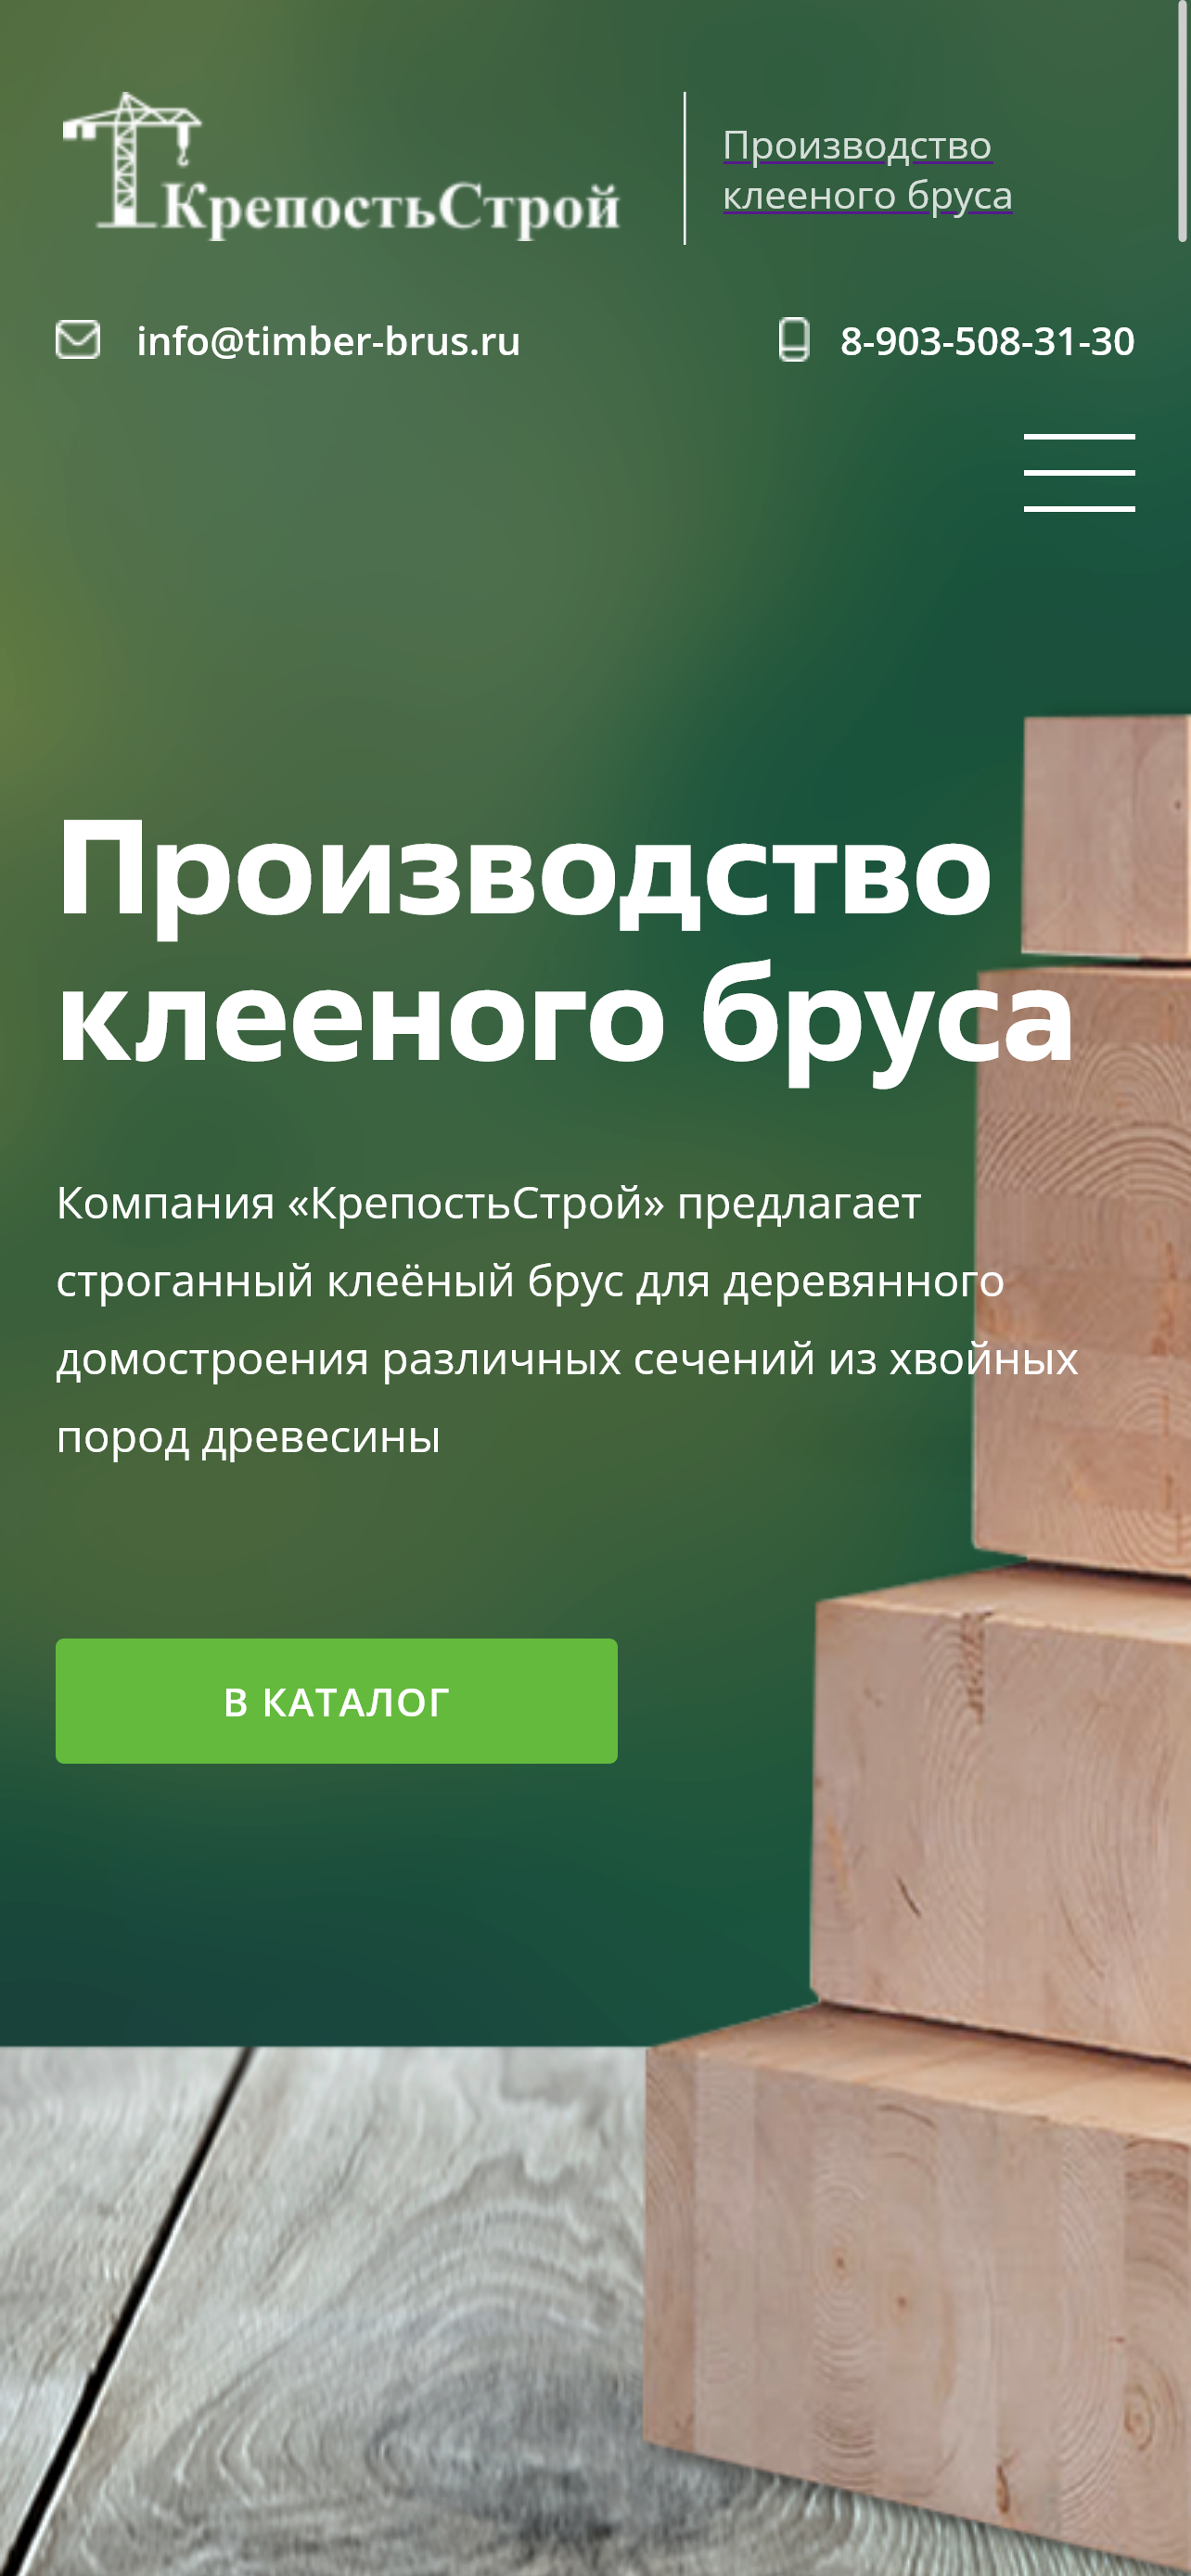 КрепостьСтрой
Производство
клееного бруса
info@timber-brus.ru
8-903-508-31-30
Производство
клееного бруса
Компания «КрепостьСтрой» предлагает
строганный клеёный брус для деревянного
домостроения различных сечений из хвойных
пород древесины
В КАТАЛОГ